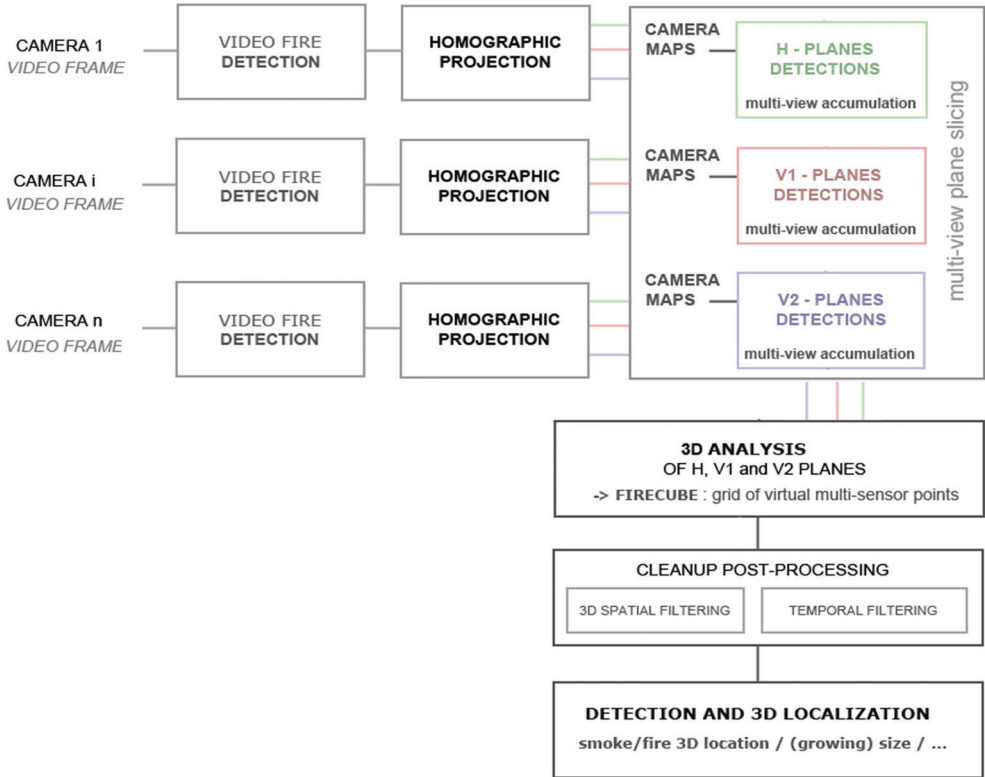 CAMERA 1
VIDEO FRAME
VIDEO FIRE
DETECTION
HOMOGRAPHIC
PROJECTION
CAMERA
MAPS
H - PLANES
DETECTIONS
multi-view accumulation
CAMERA i
VIDEO FRAME
VIDEO FIRE
DETECTION
HOMOGRAPHIC
PROJECTION
CAMERA
MAPS
V1 - PLANES
DETECTIONS
multi-view accumulation
CAMERA n
VIDEO FRAME
VIDEO FIRE
DETECTION
HOMOGRAPHIC
PROJECTION
CAMERA
MAPS
V2 - PLANES
DETECTIONS
multi-view accumulation
multi-view plane slicing
3D ANALYSIS
OF H, V1 and V2 PLANES
-> FIRECUBE : grid of virtual multi-sensor points
CLEANUP POST-PROCESSING
3D SPATIAL FILTERING
TEMPORAL FILTERING
DETECTION AND 3D LOCALIZATION
smoke/fire 3D location / (growing) size / ...